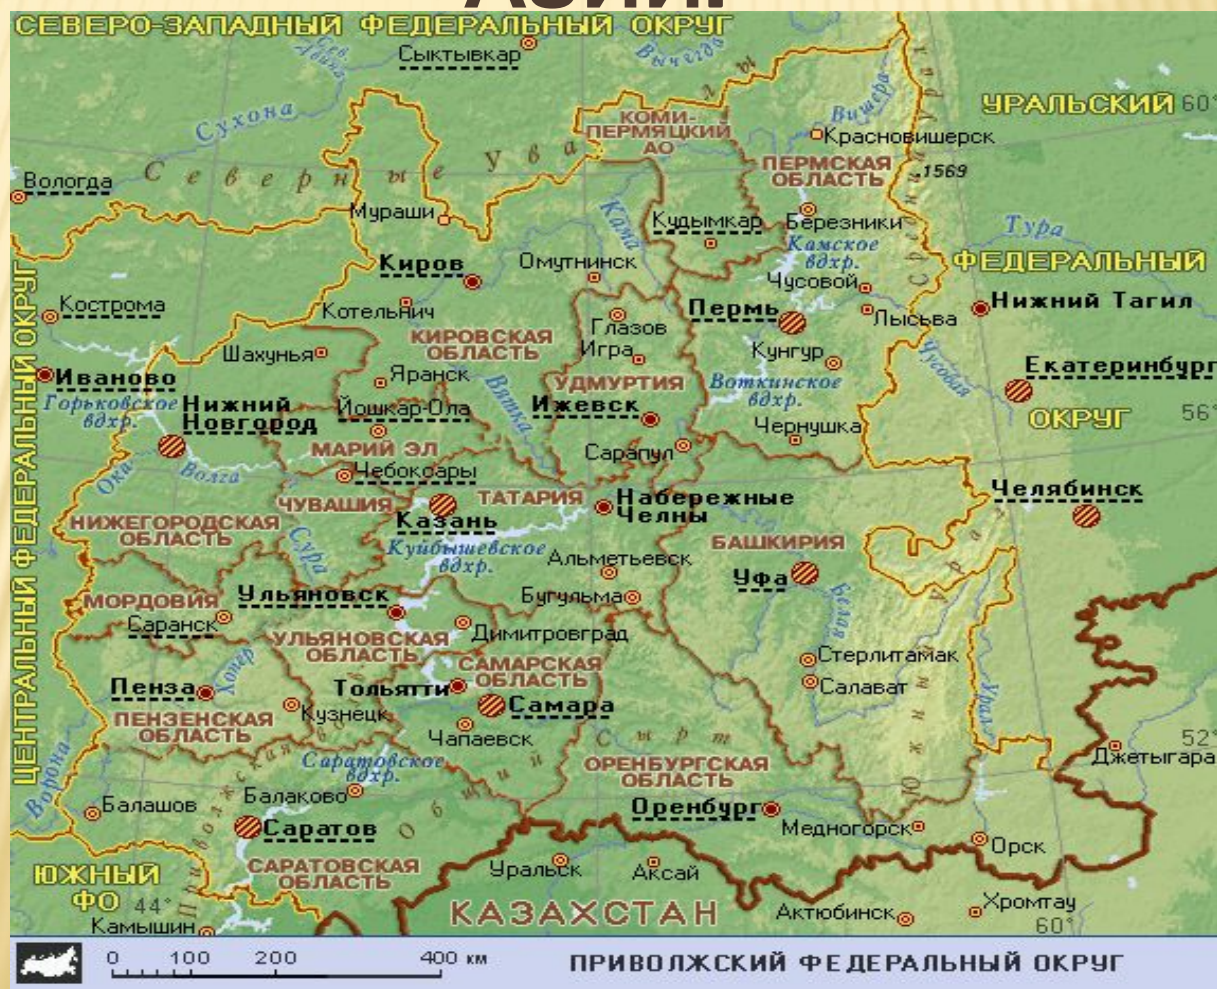 СЕВЕРО-ЗАПАДНЫЙ ФЕДЕРАЛЬНЫЙ ОКРУГ
Сыктывкар
Вычегда
Сухона
УРАЛЬСКИЙ 60°
КОМИ-
ПЕРМЯЦКИЙ
АО
Вишера
Красновишерск
Северные Увалы
ПЕРМСКАЯ
ОБЛАСТЬ
1569
Вологда
Мураши
Кама
Кудымкар
Березники
Тура
Камское
вдхр.
ФЕДЕРАЛЬНЫЙ
Киров
Омутнинск
Чусовой
Средний Урал
Кострома
Котельнич
Глазов
Пермь
Лысьва
Нижний Тагил
КИРОВСКАЯ
ОБЛАСТЬ
Шахунья
Игра
Кунгур
Чусовая
Екатеринбург
Иваново
Яранск
Вятка
УДМУРТИЯ
Воткинское
вдхр.
Горьковское
вдхр.
Нижний
Новгород
Йошкар-Ола
Ижевск
Чернушка
ОКРУГ 56°
МАРИЙ ЭЛ
Сарапул
Ока
Волга
Чебоксары
ЧУВАШИЯ
ТАТАРИЯ
Набережные
Челны
Челябинск
Казань
НИЖЕГОРОДСКАЯ
ОБЛАСТЬ
Сура
Куйбышевское
вдхр.
Альметьевск
БАШКИРИЯ
Уфа
Бугульма
Белая
МОРДОВИЯ
Саранск
Ульяновск
Димитровград
УЛЬЯНОВСКАЯ
ОБЛАСТЬ
САМАРСКАЯ
ОБЛАСТЬ
Стерлитамак
Салават
Урал
Хопер
Пенза
Тольятти
Самара
Кузнецк
ПЕНЗЕНСКАЯ
ОБЛАСТЬ
Чапаевск
Общий Сырт
Южный Урал
52°
Джетыгара
Саратовское
вдхр.
ОРЕНБУРГСКАЯ
ОБЛАСТЬ
Ворона
Балашов
Балаково
Оренбург
Медногорск
Саратов
Орск
ЦЕНТРАЛЬНЫЙ ФЕДЕРАЛЬНЫЙ ОКРУГ
ЮЖНЫЙ
ФО 44°
САРАТОВСКАЯ
ОБЛАСТЬ
Уральск
Аксай
КАЗАХСТАН
Актюбинск
Хромтау
60°
Камышин
0 100 200 400 км
ПРИВОЛЖСКИЙ ФЕДЕРАЛЬНЫЙ ОКРУГ